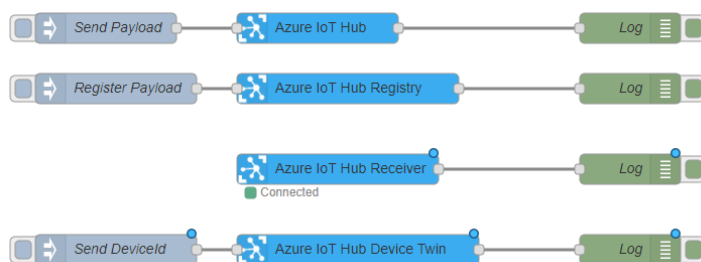 Send Payload Azure IoT Hub Log
Register Payload Azure IoT Hub Registry Log
Azure IoT Hub Receiver Log
Connected
Send DeviceId Azure IoT Hub Device Twin Log